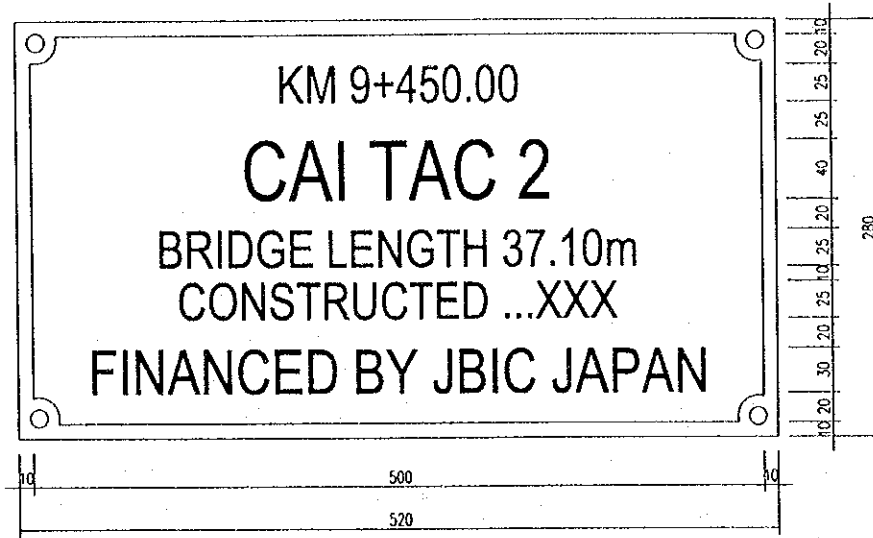 KM 9+450.00
CAI TAC 2
BRIDGE LENGTH 37.10m
CONSTRUCTED ...XXX
FINANCED BY JBIC JAPAN
10
20
25
25
40
20
25
10
25
20
30
20
10
280
10 500 10
520